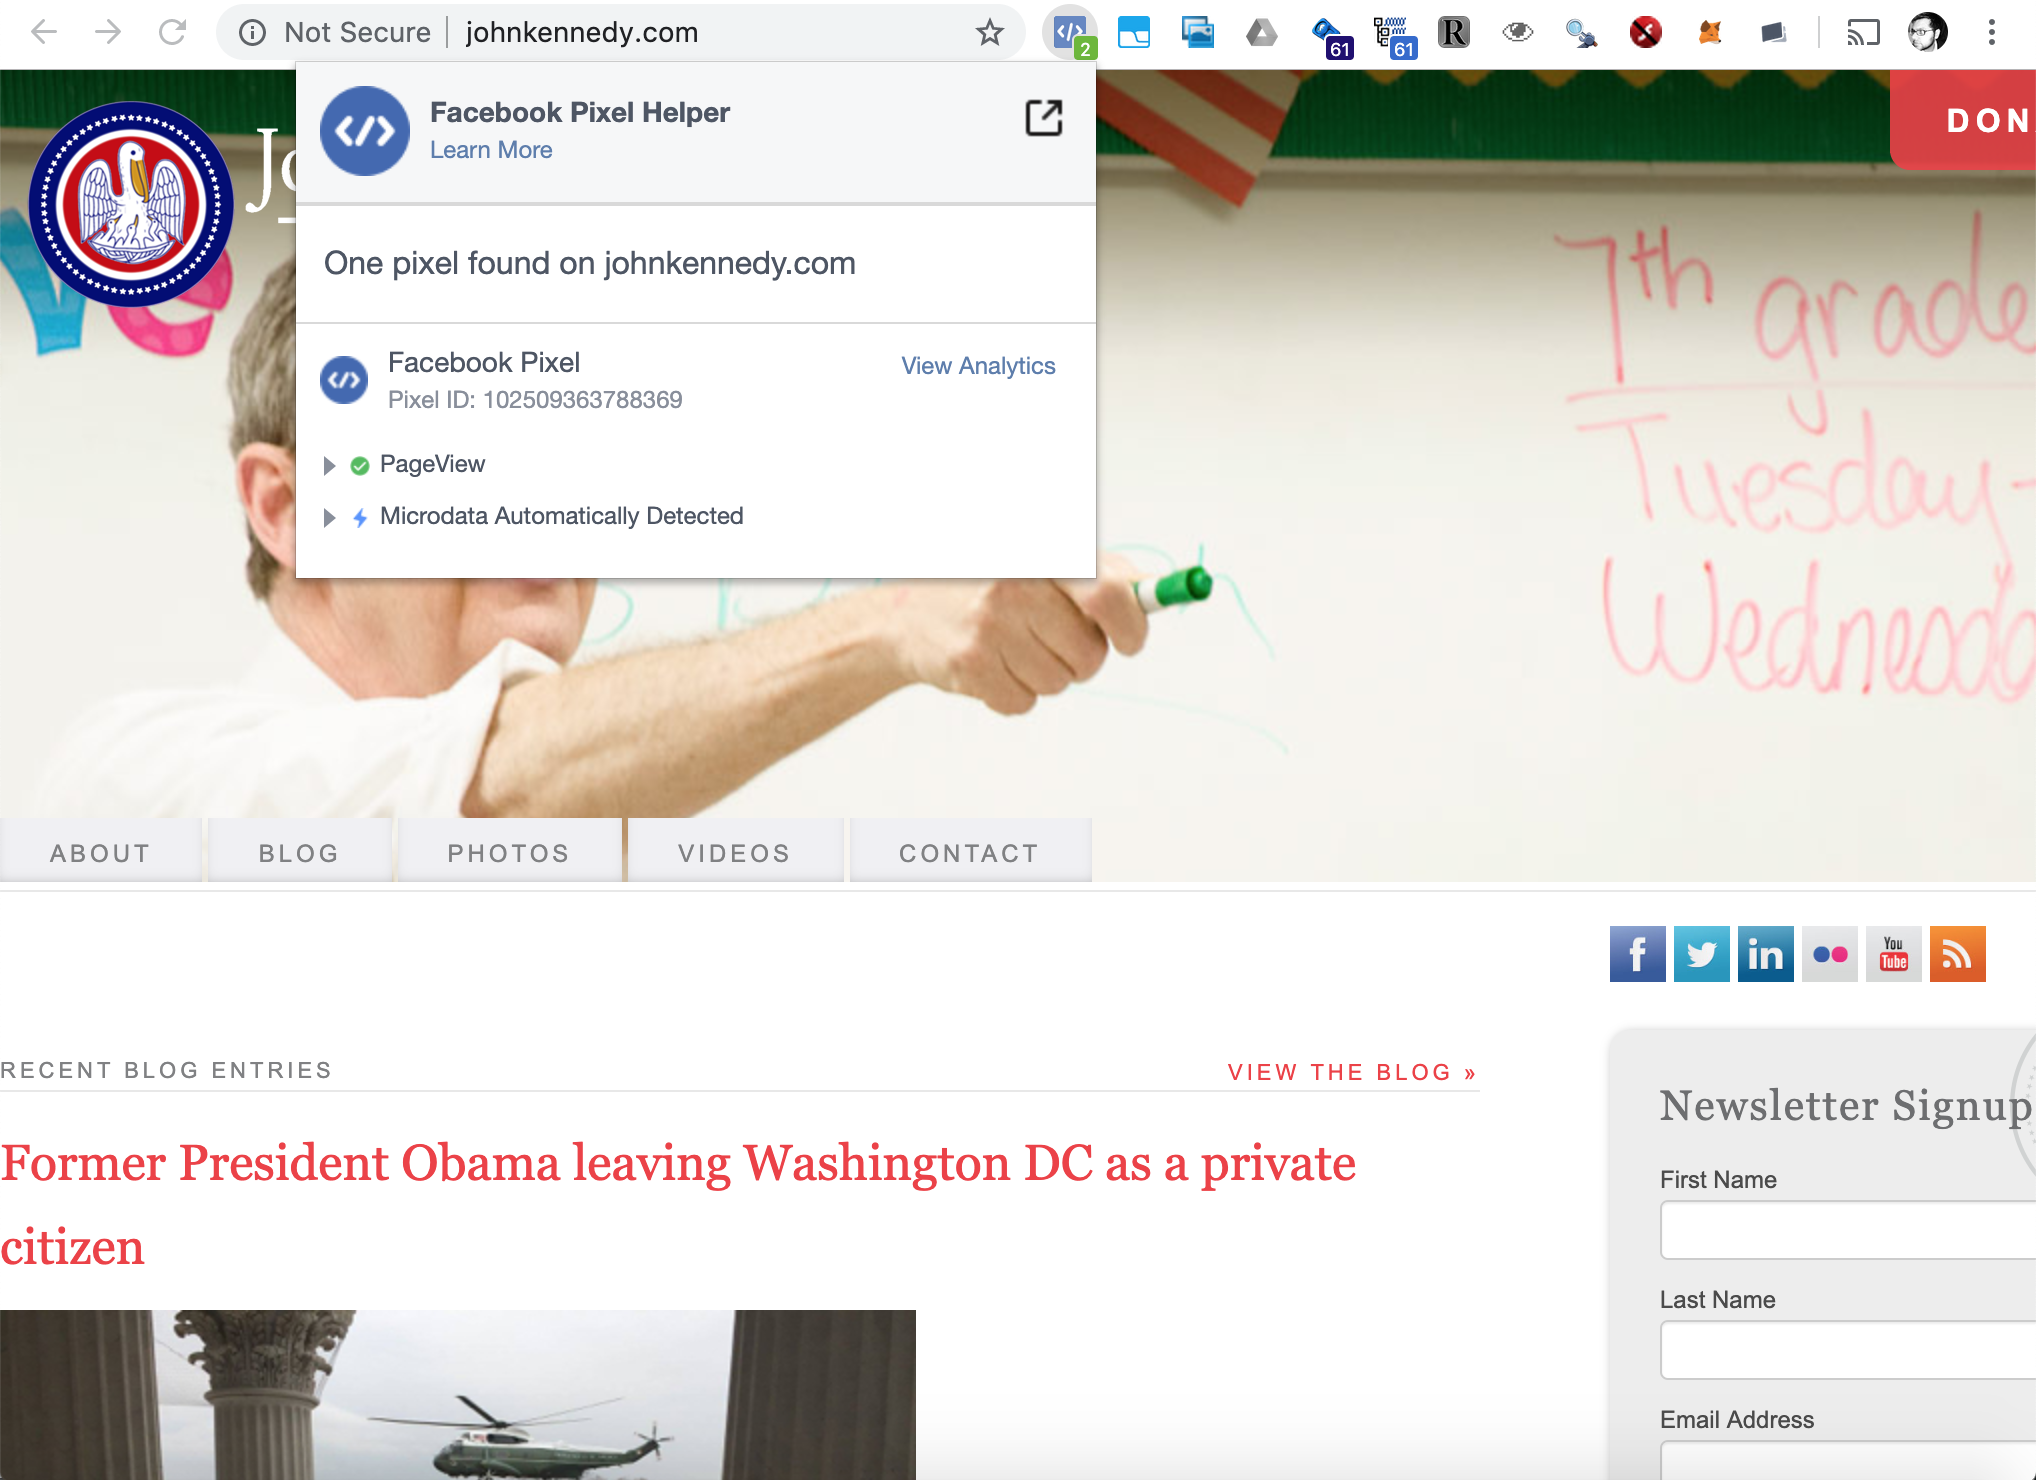 Not Secure | johnkennedy.com
2
61
61
R
Facebook Pixel Helper
Learn More
DON
Jo
One pixel found on johnkennedy.com
Facebook Pixel
View Analytics
Pixel ID: 102509363788369
PageView
Microdata Automatically Detected
7th grade
Tuesday -
Wednesda
ABOUT
BLOG
PHOTOS
VIDEOS
CONTACT
f
in
You
Tube
RECENT BLOG ENTRIES
VIEW THE BLOG »
Former President Obama leaving Washington DC as a private
citizen
Newsletter Signup
First Name
Last Name
Email Address